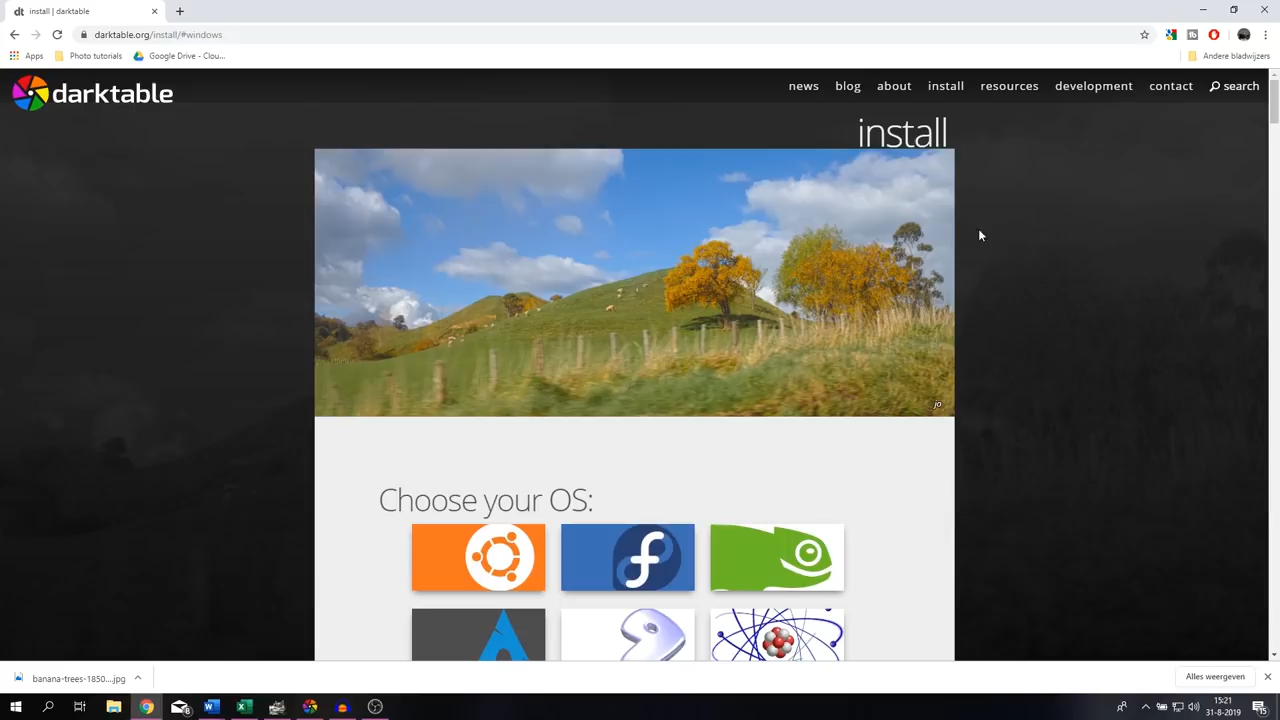 install | darktable
darktable.org/install/#windows
Apps
Photo tutorials
Google Drive - Clou...
Andere bladwijzers
darktable
news
blog
about
install
resources
development
contact
search
install
jo
Choose your OS:
banana-trees-1850....jpg
Alles weergeven
15:21
31-8-2019